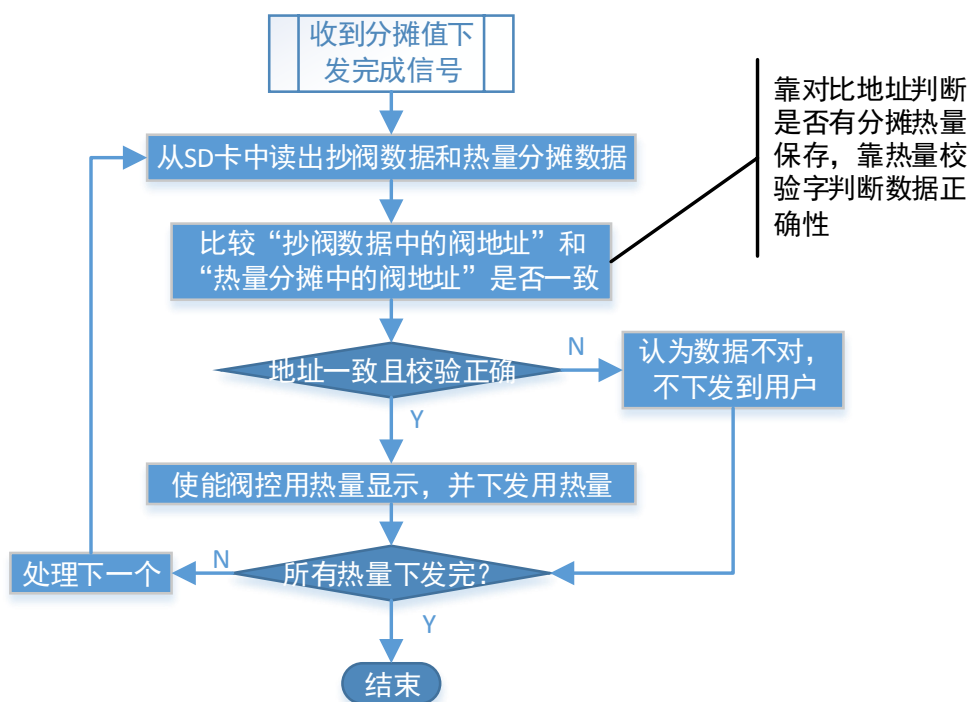 收到分摊值下
发完成信号
靠对比地址判断
是否有分摊热量
保存，靠热量校
验字判断数据正
确性
从SD卡中读出抄阀数据和热量分摊数据
比较“抄阀数据中的阀地址”和
“热量分摊中的阀地址”是否一致
地址一致且校验正确
N
认为数据不对，
不下发到用户
Y
使能阀控用热量显示，并下发用热量
所有热量下发完？
N
处理下一个
Y
结束